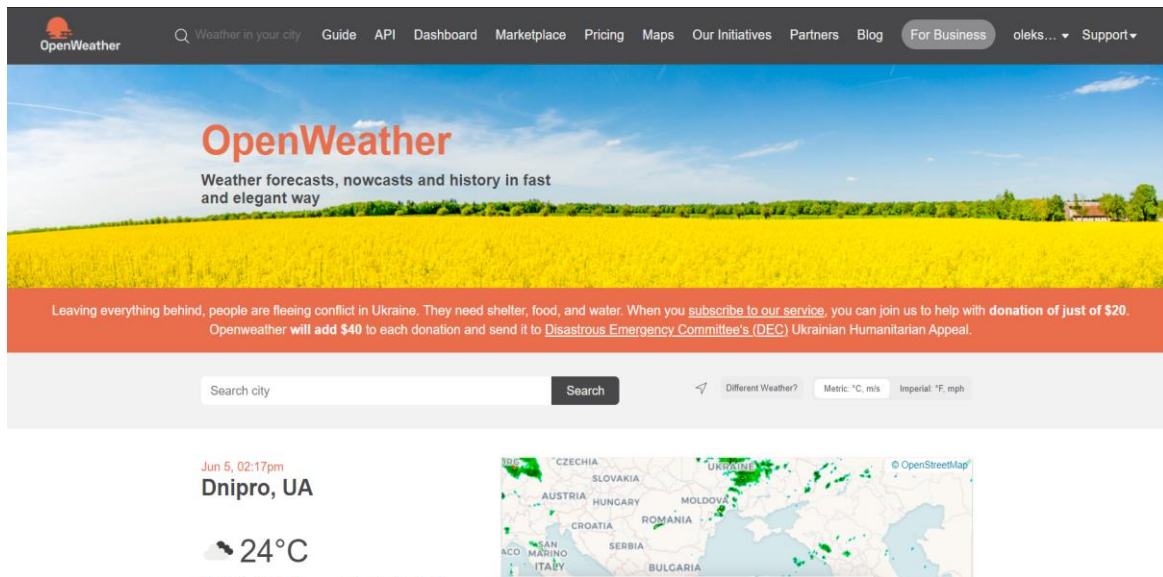 OpenWeather
Weather in your city
Guide API Dashboard Marketplace Pricing Maps Our Initiatives Partners Blog For Business oleks... Support
OpenWeather
Weather forecasts, nowcasts and history in fast
and elegant way
Leaving everything behind, people are fleeing conflict in Ukraine. They need shelter, food, and water. When you subscribe to our service, you can join us to help with donation of just of $20.
Openweather will add $40 to each donation and send it to Disastrous Emergency Committee's (DEC) Ukrainian Humanitarian Appeal.
Search city Search Different Weather? Metric: °C, m/s Imperial: °F, mph
Jun 5, 02:17pm
Dnipro, UA
24°C
© OpenStreetMap
CZECHIA
UKRAINE
SLOVAKIA
AUSTRIA
HUNGARY
MOLDOVA
CROATIA
ROMANIA
SAN
MARINO
SERBIA
ITALY
BULGARIA